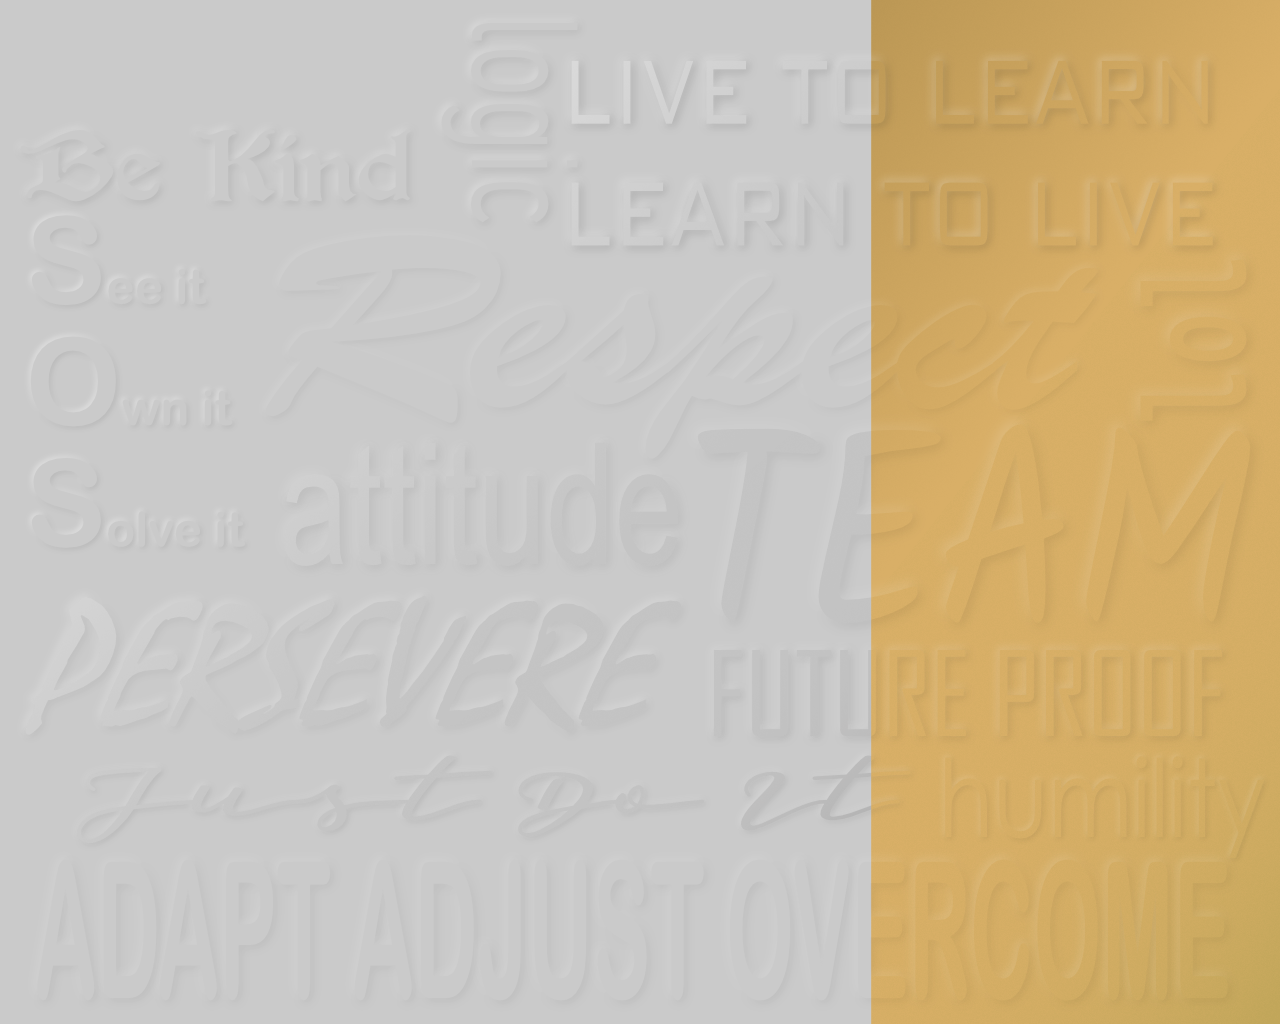 logic
LIVE TO LEARN
LEARN TO LIVE
Be Kind
See it
Own it
Solve it
Respect
lol
attitude
TEAM
PERSEVERE
FUTURE PROOF
Just Do It
humility
ADAPT ADJUST OVERCOME